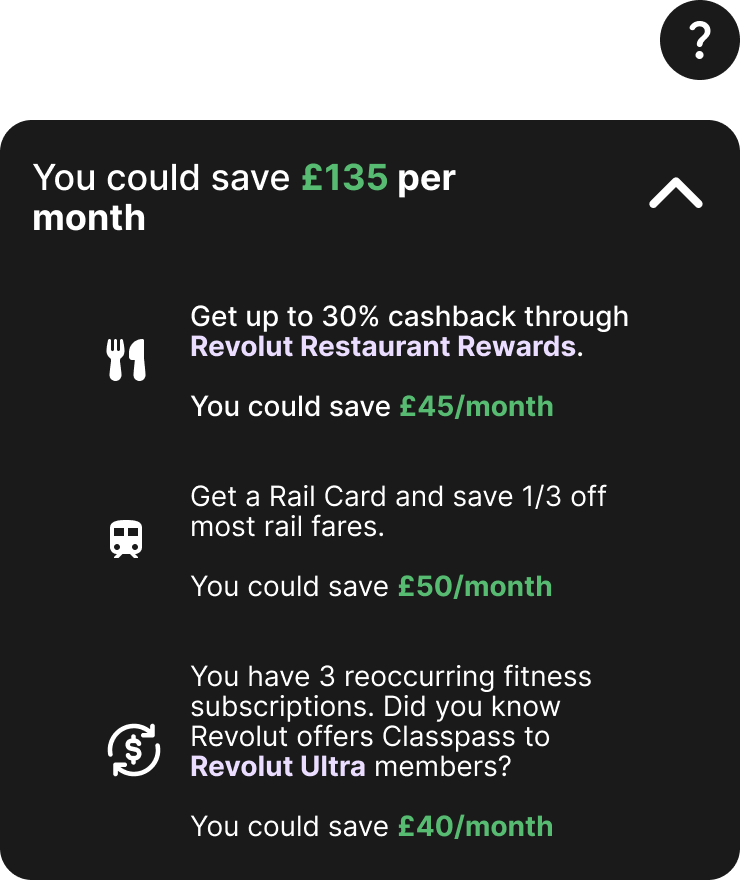 ?
You could save £135 per
month
Get up to 30% cashback through
Revolut Restaurant Rewards.
You could save £45/month
Get a Rail Card and save 1/3 off
most rail fares.
You could save £50/month
You have 3 reoccurring fitness
subscriptions. Did you know
Revolut offers Classpass to
Revolut Ultra members?
$
You could save £40/month